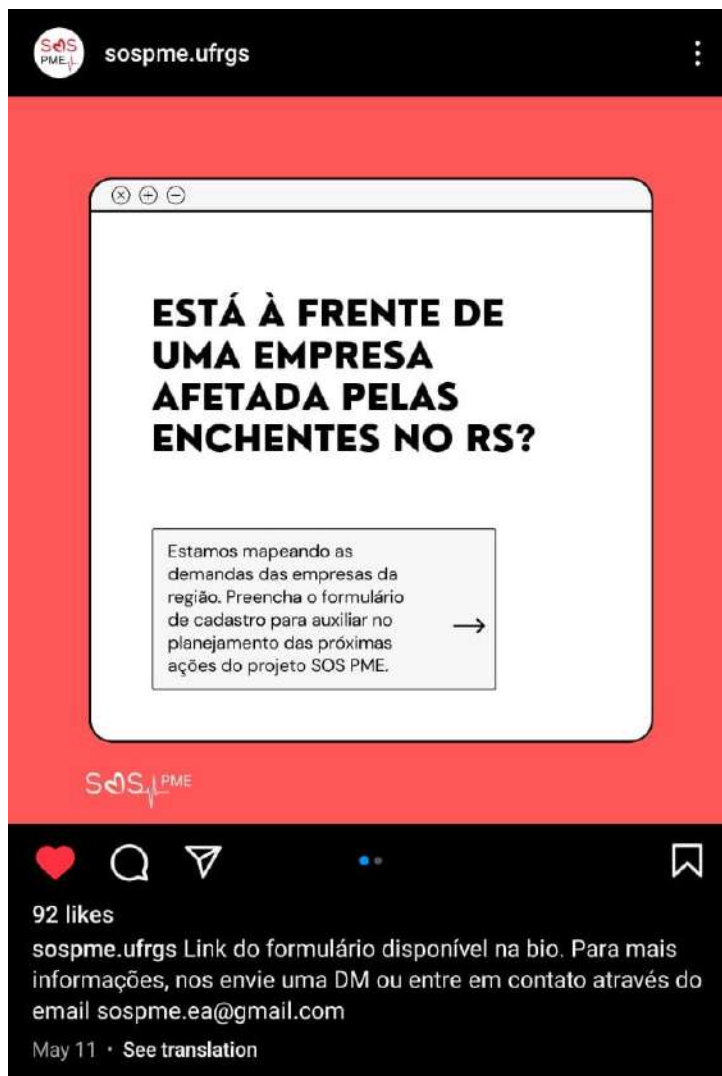 SOS
PME
sospme.ufrgs
ESTÁ À FRENTE DE
UMA EMPRESA
AFETADA PELAS
ENCHENTES NO RS?
Estamos mapeando as
demandas das empresas da
região. Preencha o formulário
de cadastro para auxiliar no
planejamento das próximas
ações do projeto SOS PME.
SOS PME
92 likes
sospme.ufrgs Link do formulário disponível na bio. Para mais
informações, nos envie uma DM ou entre em contato através do
email sospme.ea@gmail.com
May 11 • See translation